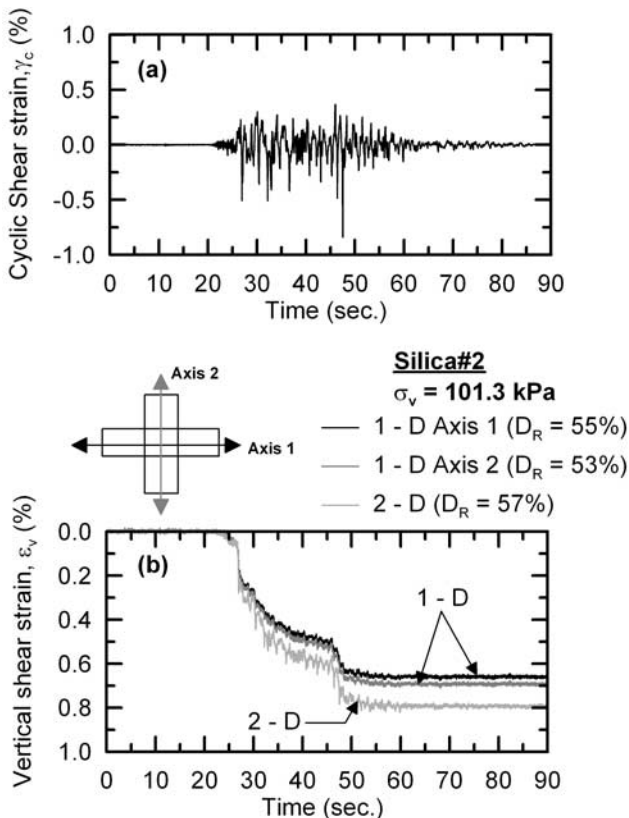 Cyclic Shear strain,γc (%)
1.0
0.5
0.0
-0.5
-1.0
(a)
0 10 20 30 40 50 60 70 80 90
Time (sec.)
Axis 2
Axis 1
Silica#2
σv = 101.3 kPa
1 - D Axis 1 (DR = 55%)
1 - D Axis 2 (DR = 53%)
2 - D (DR = 57%)
Vertical shear strain, εv (%)
0.0
0.2
0.4
0.6
0.8
1.0
(b)
1 - D
2 - D
0 10 20 30 40 50 60 70 80 90
Time (sec.)